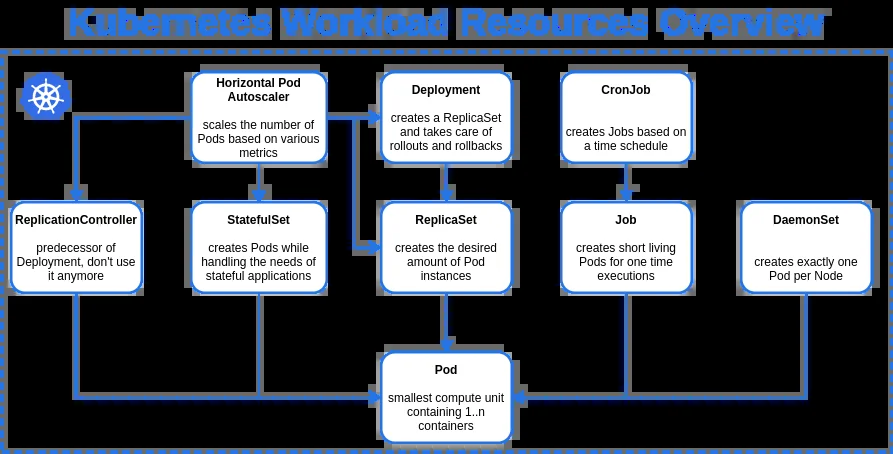 Kubernetes Workload Resources Overview
Horizontal Pod
Autoscaler
scales the number of
Pods based on various
metrics
Deployment
creates a ReplicaSet
and takes care of
rollouts and rollbacks
CronJob
creates Jobs based on
a time schedule
ReplicationController
predecessor of
Deployment, don't use
it anymore
StatefulSet
creates Pods while
handling the needs of
stateful applications
ReplicaSet
creates the desired
amount of Pod
instances
Job
creates short living
Pods for one time
executions
DaemonSet
creates exactly one
Pod per Node
Pod
smallest compute unit
containing 1..n
containers